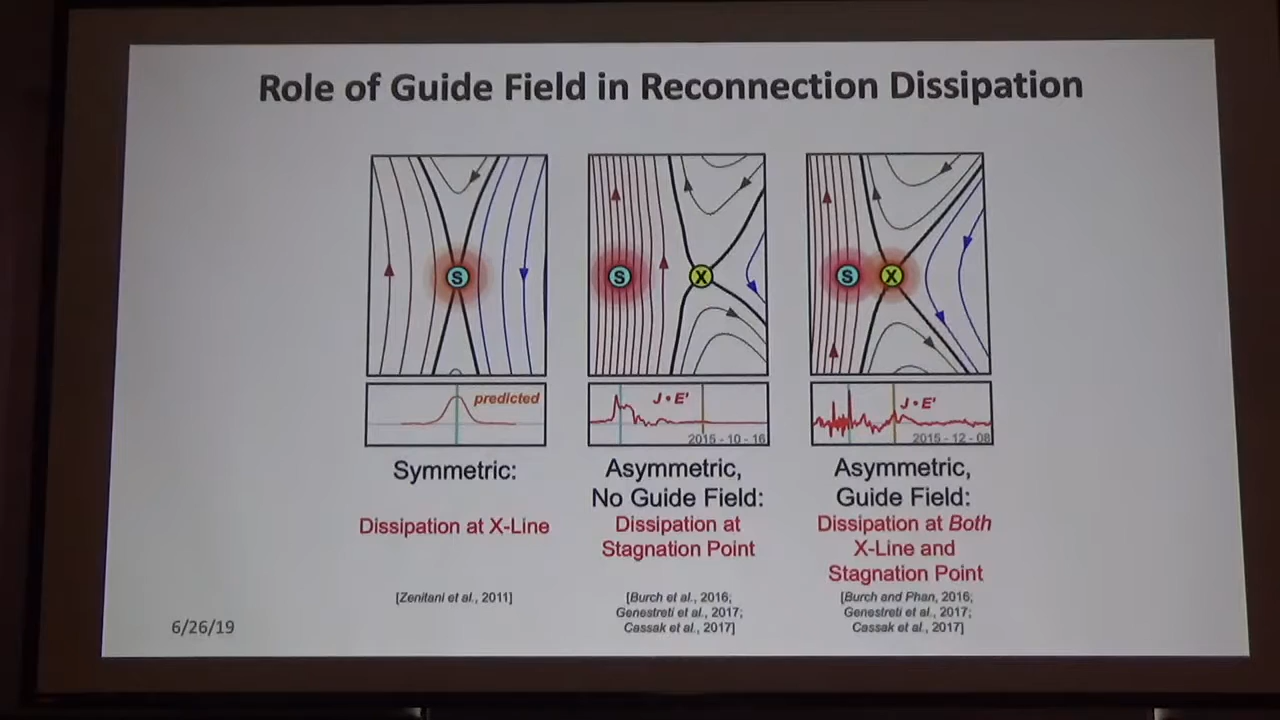 Role of Guide Field in Reconnection Dissipation
S
S
X
S
X
predicted
J • E'
2015 - 10 - 16
J • E'
2015 - 12 - 08
Symmetric:
Dissipation at X-Line
[Zenitani et al., 2011]
Asymmetric,
No Guide Field:
Dissipation at
Stagnation Point
[Burch et al., 2016;
Genestreti et al., 2017;
Cassak et al., 2017]
Asymmetric,
Guide Field:
Dissipation at Both
X-Line and
Stagnation Point
[Burch and Phan, 2016;
Genestreti et al., 2017;
Cassak et al., 2017]
6/26/19